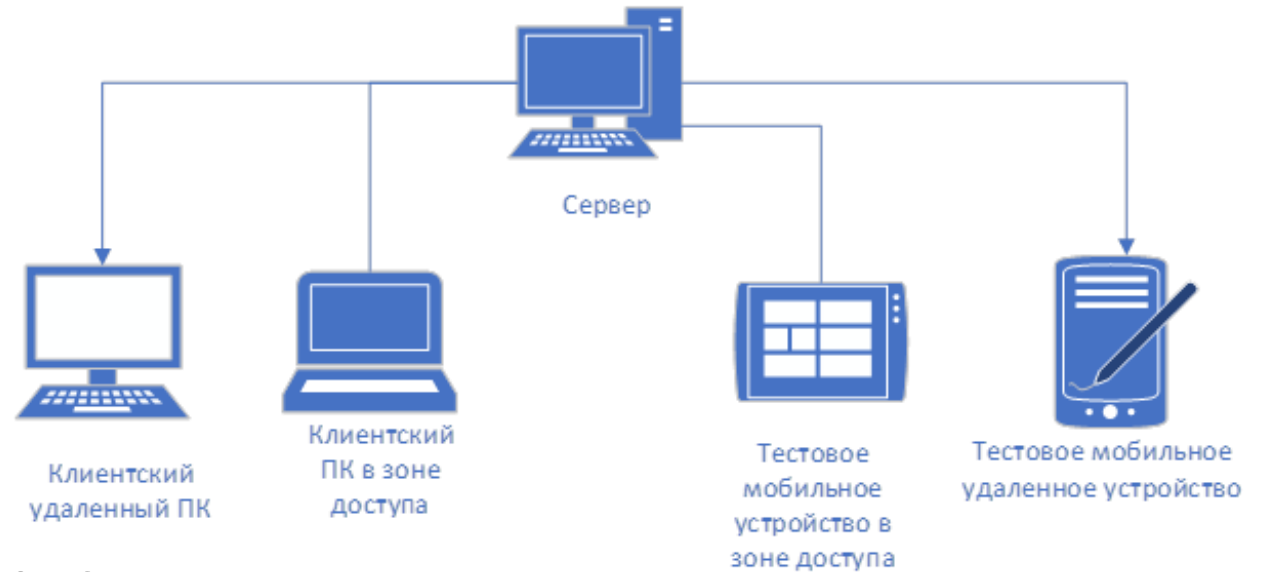 Сервер
Клиентский
удаленный ПК
Клиентский
ПК в зоне
доступа
Тестовое
мобильное
устройство в
зоне доступа
Тестовое мобильное
удаленное устройство